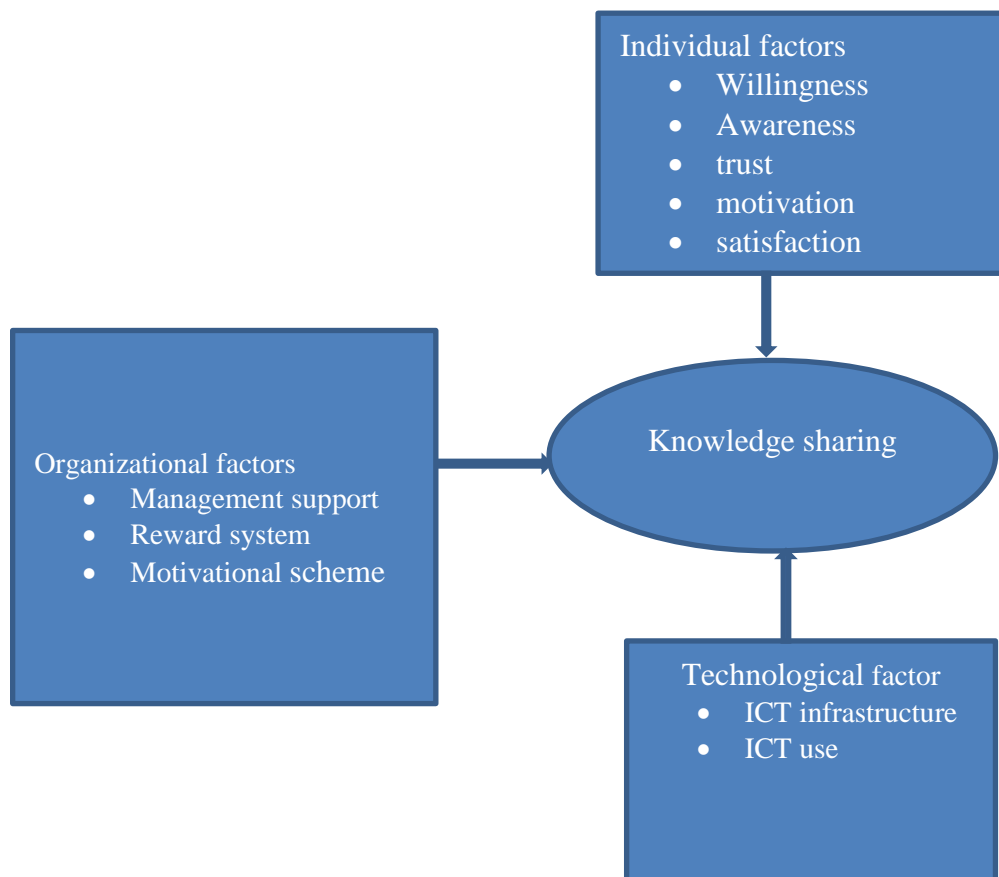 Individual factors
• Willingness
• Awareness
• trust
• motivation
• satisfaction
Organizational factors
• Management support
• Reward system
• Motivational scheme
Knowledge sharing
Technological factor
• ICT infrastructure
• ICT use